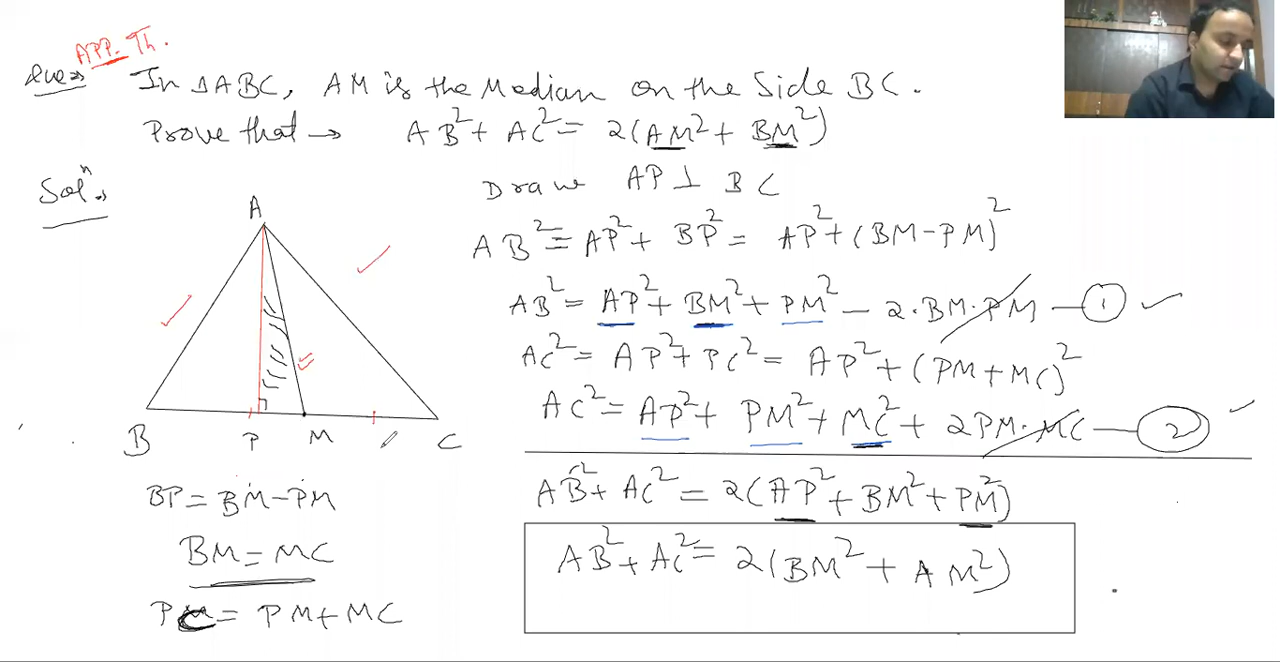 APP. Th.
Que⇒ In △ABC, AM is the Median on the Side BC.
Prove that → AB²+ AC²= 2(AM²+ BM²)
Solⁿ⇒
Draw AP ⊥ BC
A
B P M C
AB²= AP²+ BP²= AP²+(BM-PM)²
AB²= AP²+ BM²+ PM² - 2·BM·PM — ①
AC²= AP²+PC²= AP²+(PM+MC)²
AC²= AP²+ PM²+ MC²+ 2PM·MC — ②
AB²+ AC²= 2(AP²+BM²+PM²)
AB²+ AC²= 2(BM²+ AM²)
BP= BM-PM
BM=MC
PC= PM+MC